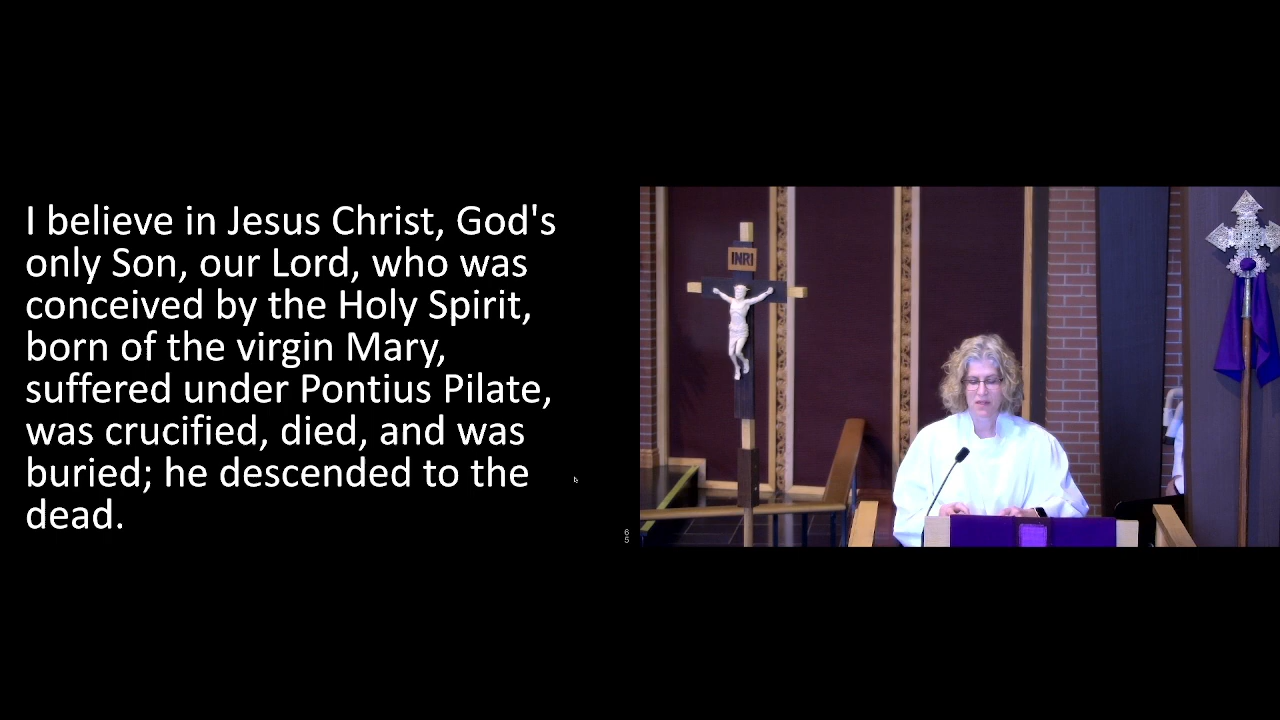 I believe in Jesus Christ, God's
only Son, our Lord, who was
conceived by the Holy Spirit,
born of the virgin Mary,
suffered under Pontius Pilate,
was crucified, died, and was
buried; he descended to the
dead.
65
INRI